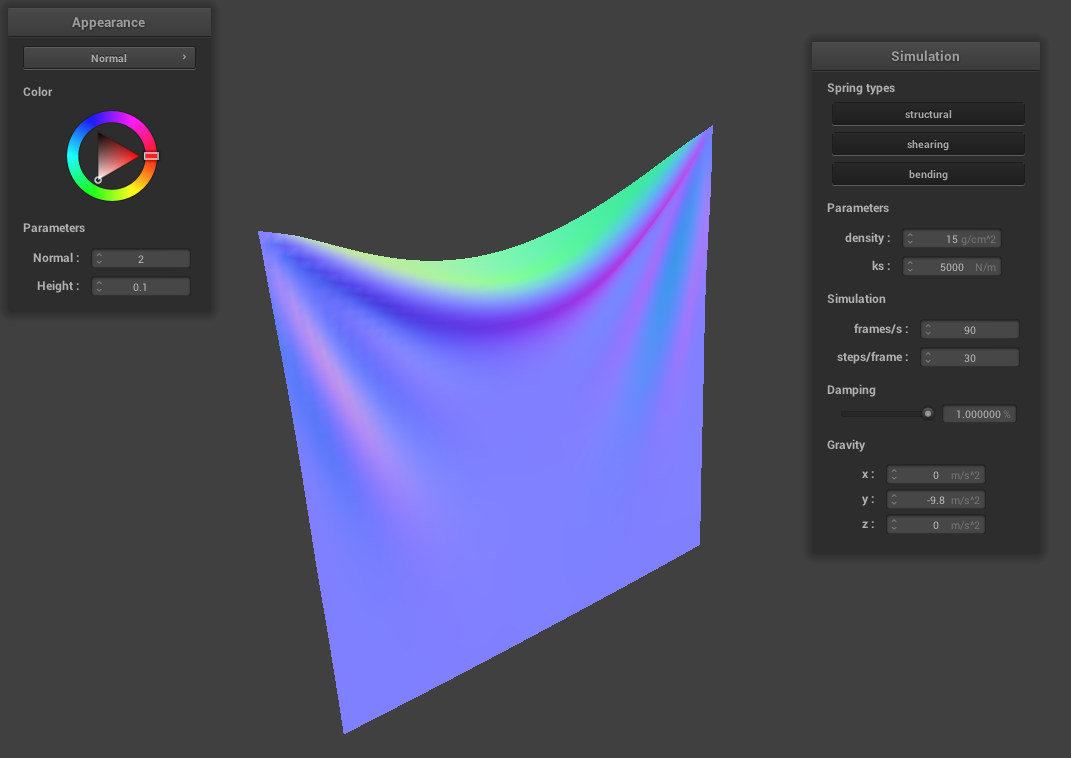 Appearance
Normal
Color
Parameters
Normal : 2
Height : 0.1
Simulation
Spring types
structural
shearing
bending
Parameters
density : 15 g/cm^2
ks : 5000 N/m
Simulation
frames/s : 90
steps/frame : 30
Damping
1.000000 %
Gravity
x : 0 m/s^2
y : -9.8 m/s^2
z : 0 m/s^2